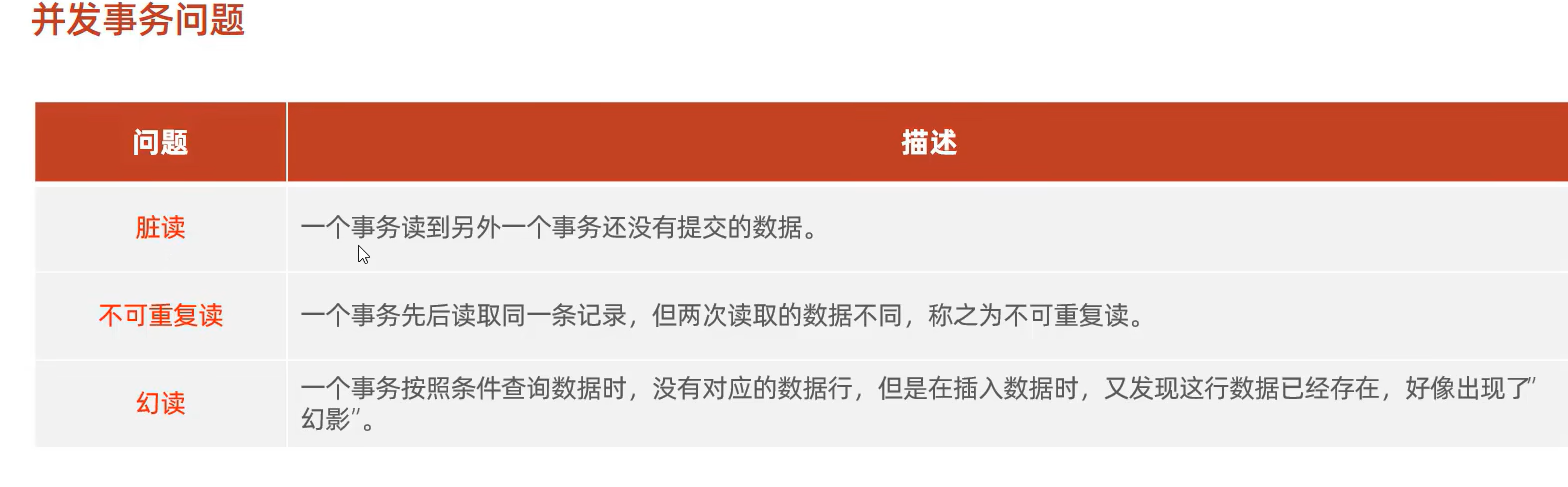 并发事务问题
问题 描述
脏读 一个事务读到另外一个事务还没有提交的数据。
不可重复读 一个事务先后读取同一条记录，但两次读取的数据不同，称之为不可重复读。
幻读 一个事务按照条件查询数据时，没有对应的数据行，但是在插入数据时，又发现这行数据已经存在，好像出现了"
幻影"。